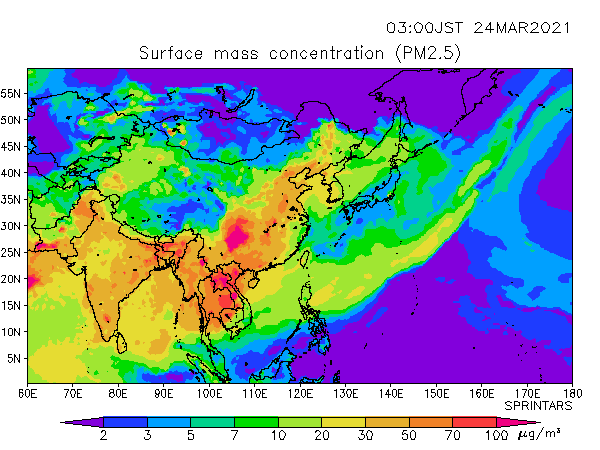 03:00JST 24MAR2021
Surface mass concentration (PM2.5)
55N
50N
45N
40N
35N
30N
25N
20N
15N
10N
5N
60E 70E 80E 90E 100E 110E 120E 130E 140E 150E 160E 170E 180
SPRINTARS
2 3 5 7 10 20 30 50 70 100 μg/m³